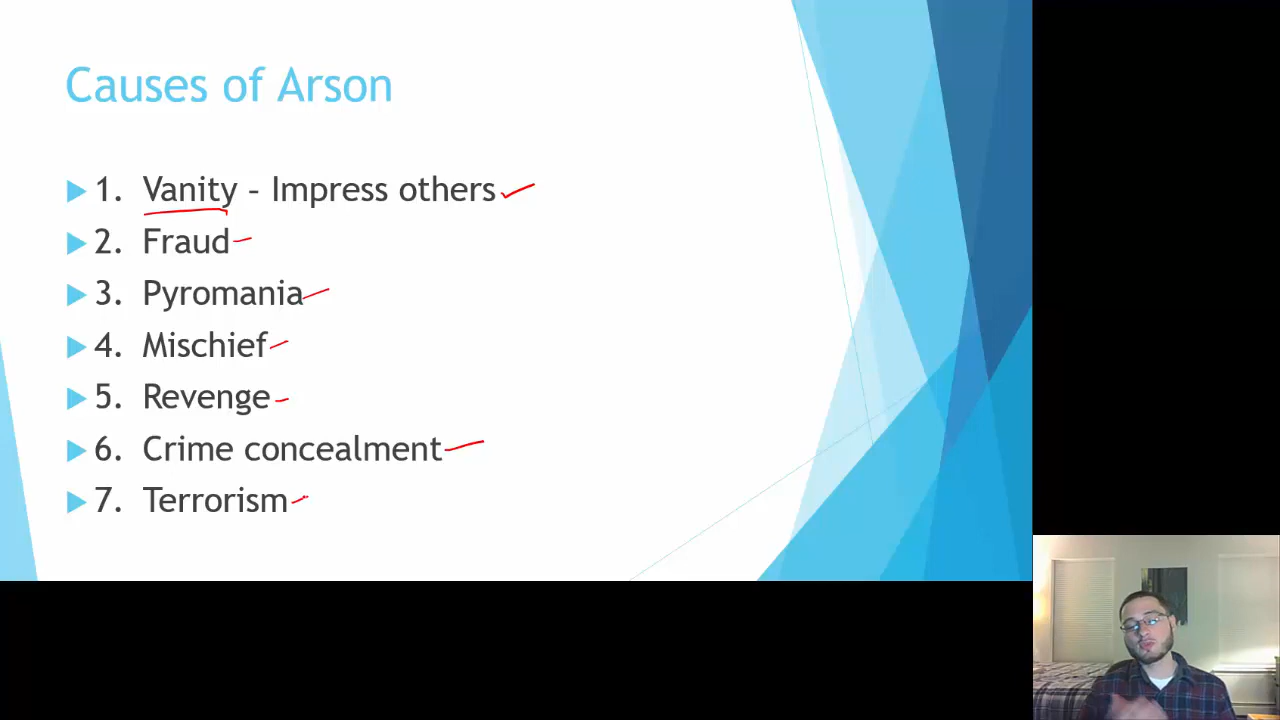 Causes of Arson
1. Vanity – Impress others
2. Fraud
3. Pyromania
4. Mischief
5. Revenge
6. Crime concealment
7. Terrorism